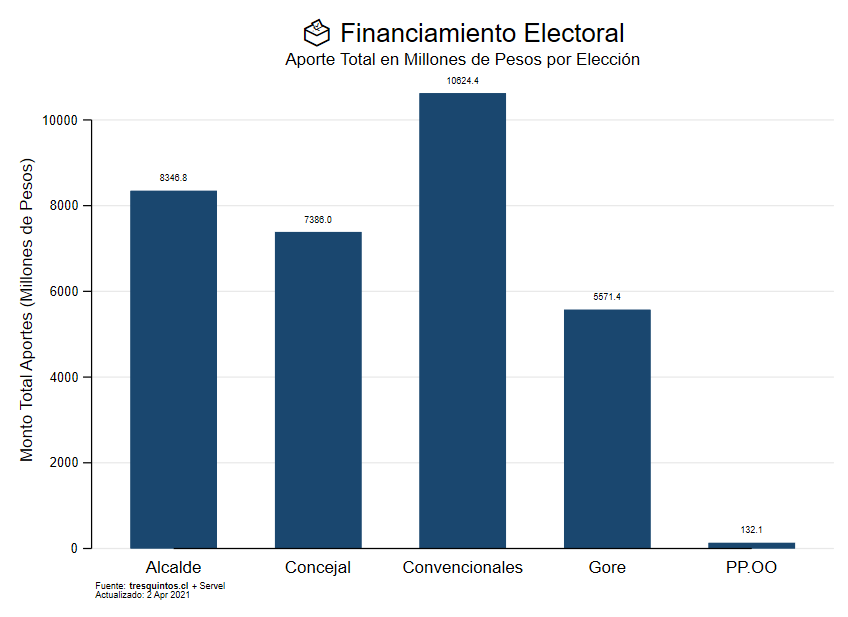 Financiamiento Electoral
Aporte Total en Millones de Pesos por Elección
Monto Total Aportes (Millones de Pesos)
10000
8000
6000
4000
2000
0
8346.8
7386.0
10624.4
5571.4
132.1
Alcalde
Concejal
Convencionales
Gore
PP.OO
Fuente: tresquintos.cl + Servel
Actualizado: 2 Apr 2021